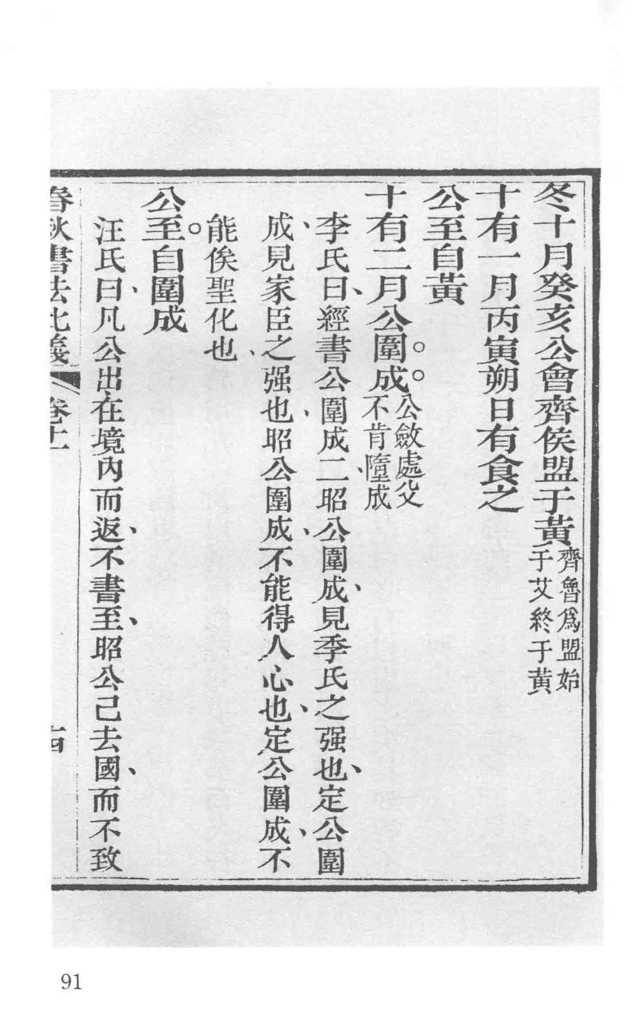 冬十月癸亥公會齊侯盟于黃齊魯爲盟始于艾終于黃
十有一月丙寅朔日有食之
公至自黃
十有二月公圍成公斂處父不肯墮成
李氏曰經書公圍成二昭公圍成見季氏之强也定公圍
成見家臣之强也昭公圍成不能得人心也定公圍成不
能俟聖化也
公至自圍成
汪氏曰凡公出在境內而返不書至昭公已去國而不致
春秋書法比義 卷十一
十四
91